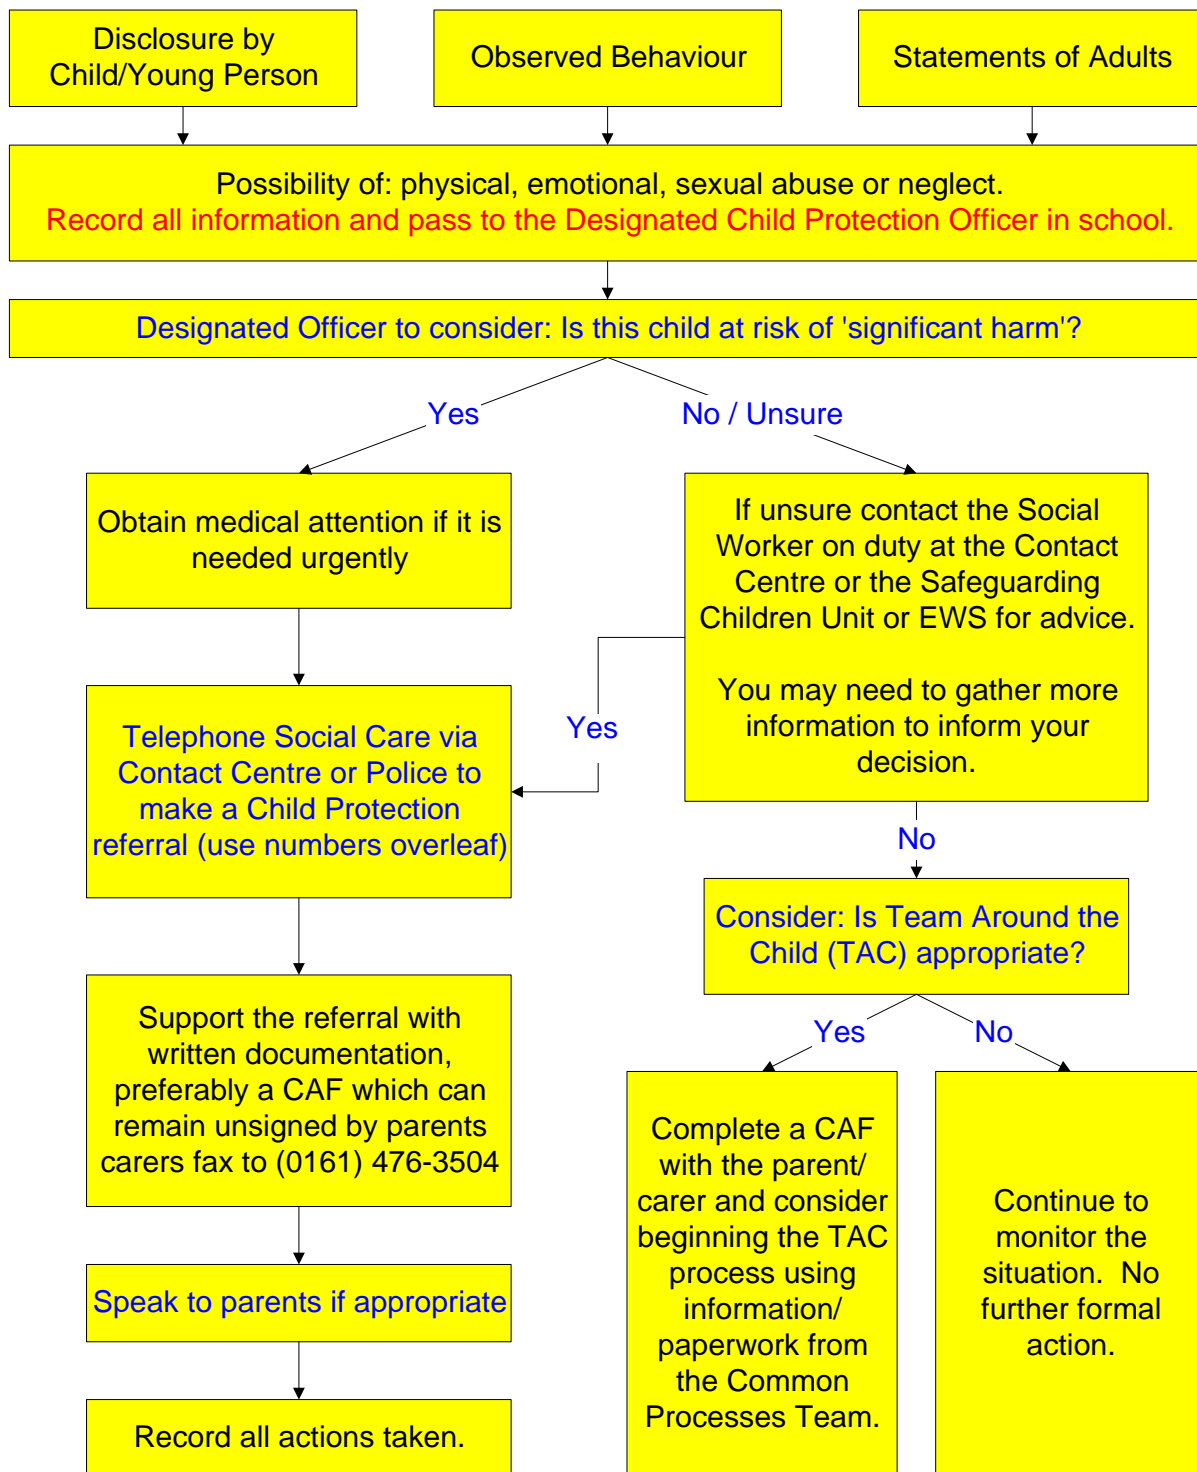 Disclosure by
Child/Young Person
Observed Behaviour
Statements of Adults
Possibility of: physical, emotional, sexual abuse or neglect.
Record all information and pass to the Designated Child Protection Officer in school.
Designated Officer to consider: Is this child at risk of 'significant harm'?
Yes
No / Unsure
Obtain medical attention if it is
needed urgently
If unsure contact the Social
Worker on duty at the Contact
Centre or the Safeguarding
Children Unit or EWS for advice.
You may need to gather more
information to inform your
decision.
Yes
Telephone Social Care via
Contact Centre or Police to
make a Child Protection
referral (use numbers overleaf)
No
Consider: Is Team Around the
Child (TAC) appropriate?
Support the referral with
written documentation,
preferably a CAF which can
remain unsigned by parents
carers fax to (0161) 476-3504
Yes
No
Complete a CAF
with the parent/
carer and consider
beginning the TAC
process using
information/
paperwork from
the Common
Processes Team.
Continue to
monitor the
situation.  No
further formal
action.
Speak to parents if appropriate
Record all actions taken.